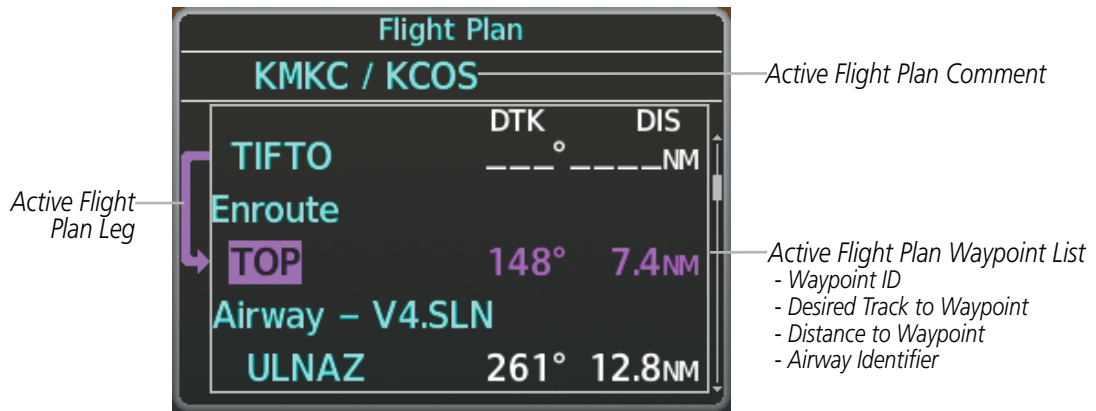 Flight Plan
KMKC / KCOS
Active Flight Plan Comment
DTK DIS
TIFTO ___° ____NM
Active Flight
Plan Leg
Enroute
TOP 148° 7.4NM
Active Flight Plan Waypoint List
- Waypoint ID
- Desired Track to Waypoint
- Distance to Waypoint
- Airway Identifier
Airway – V4.SLN
ULNAZ 261° 12.8NM